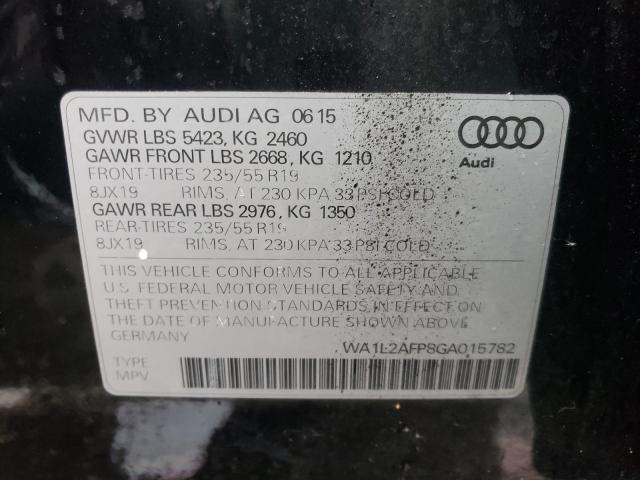 MFD. BY AUDI AG 0615
GVWR LBS 5423, KG 2460
GAWR FRONT LBS 2668, KG 1210
FRONT-TIRES 235/55 R19
8JX19 RIMS, AT 230 KPA 33 PSI COLD
GAWR REAR LBS 2976, KG 1350
REAR-TIRES 235/55 R19
8JX19 RIMS, AT 230 KPA 33 PSI COLD
Audi
THIS VEHICLE CONFORMS TO ALL APPLICABLE
U.S. FEDERAL MOTOR VEHICLE SAFETY AND
THEFT PREVENTION STANDARDS IN EFFECT ON
THE DATE OF MANUFACTURE SHOWN ABOVE
GERMANY
WA1L2AFP8GA015782
TYPE
MPV